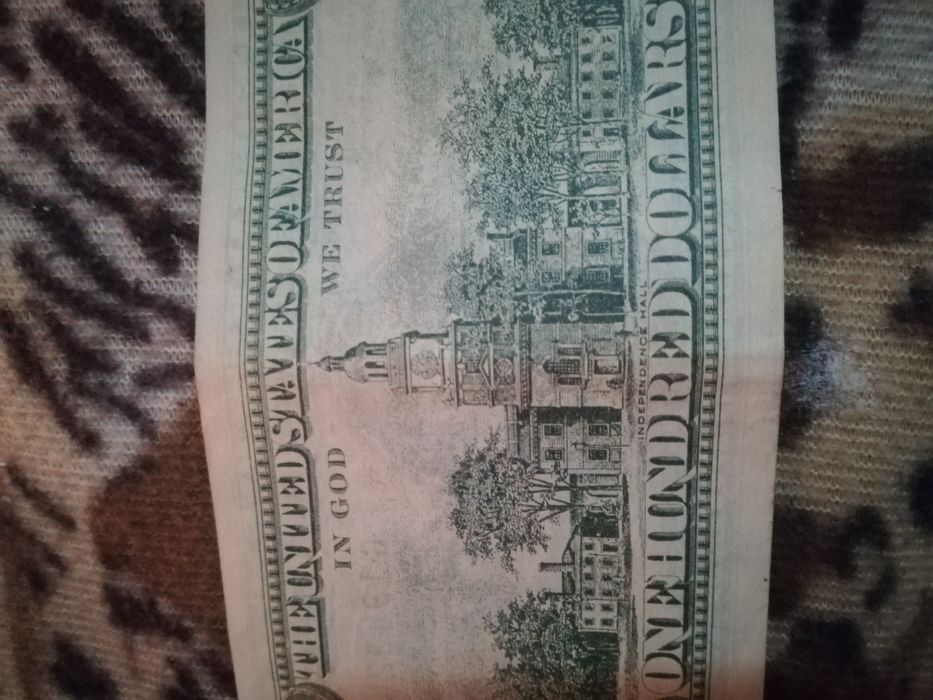 THE UNITED STATES OF AMERICA
IN GOD WE TRUST
INDEPENDENCE HALL
ONE HUNDRED DOLLARS